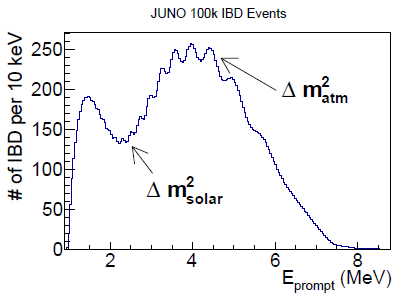 JUNO 100k IBD Events
# of IBD per 10 keV
250
200
150
100
50
0
Δ m²atm
Δ m²solar
2 4 6 8
E_prompt (MeV)